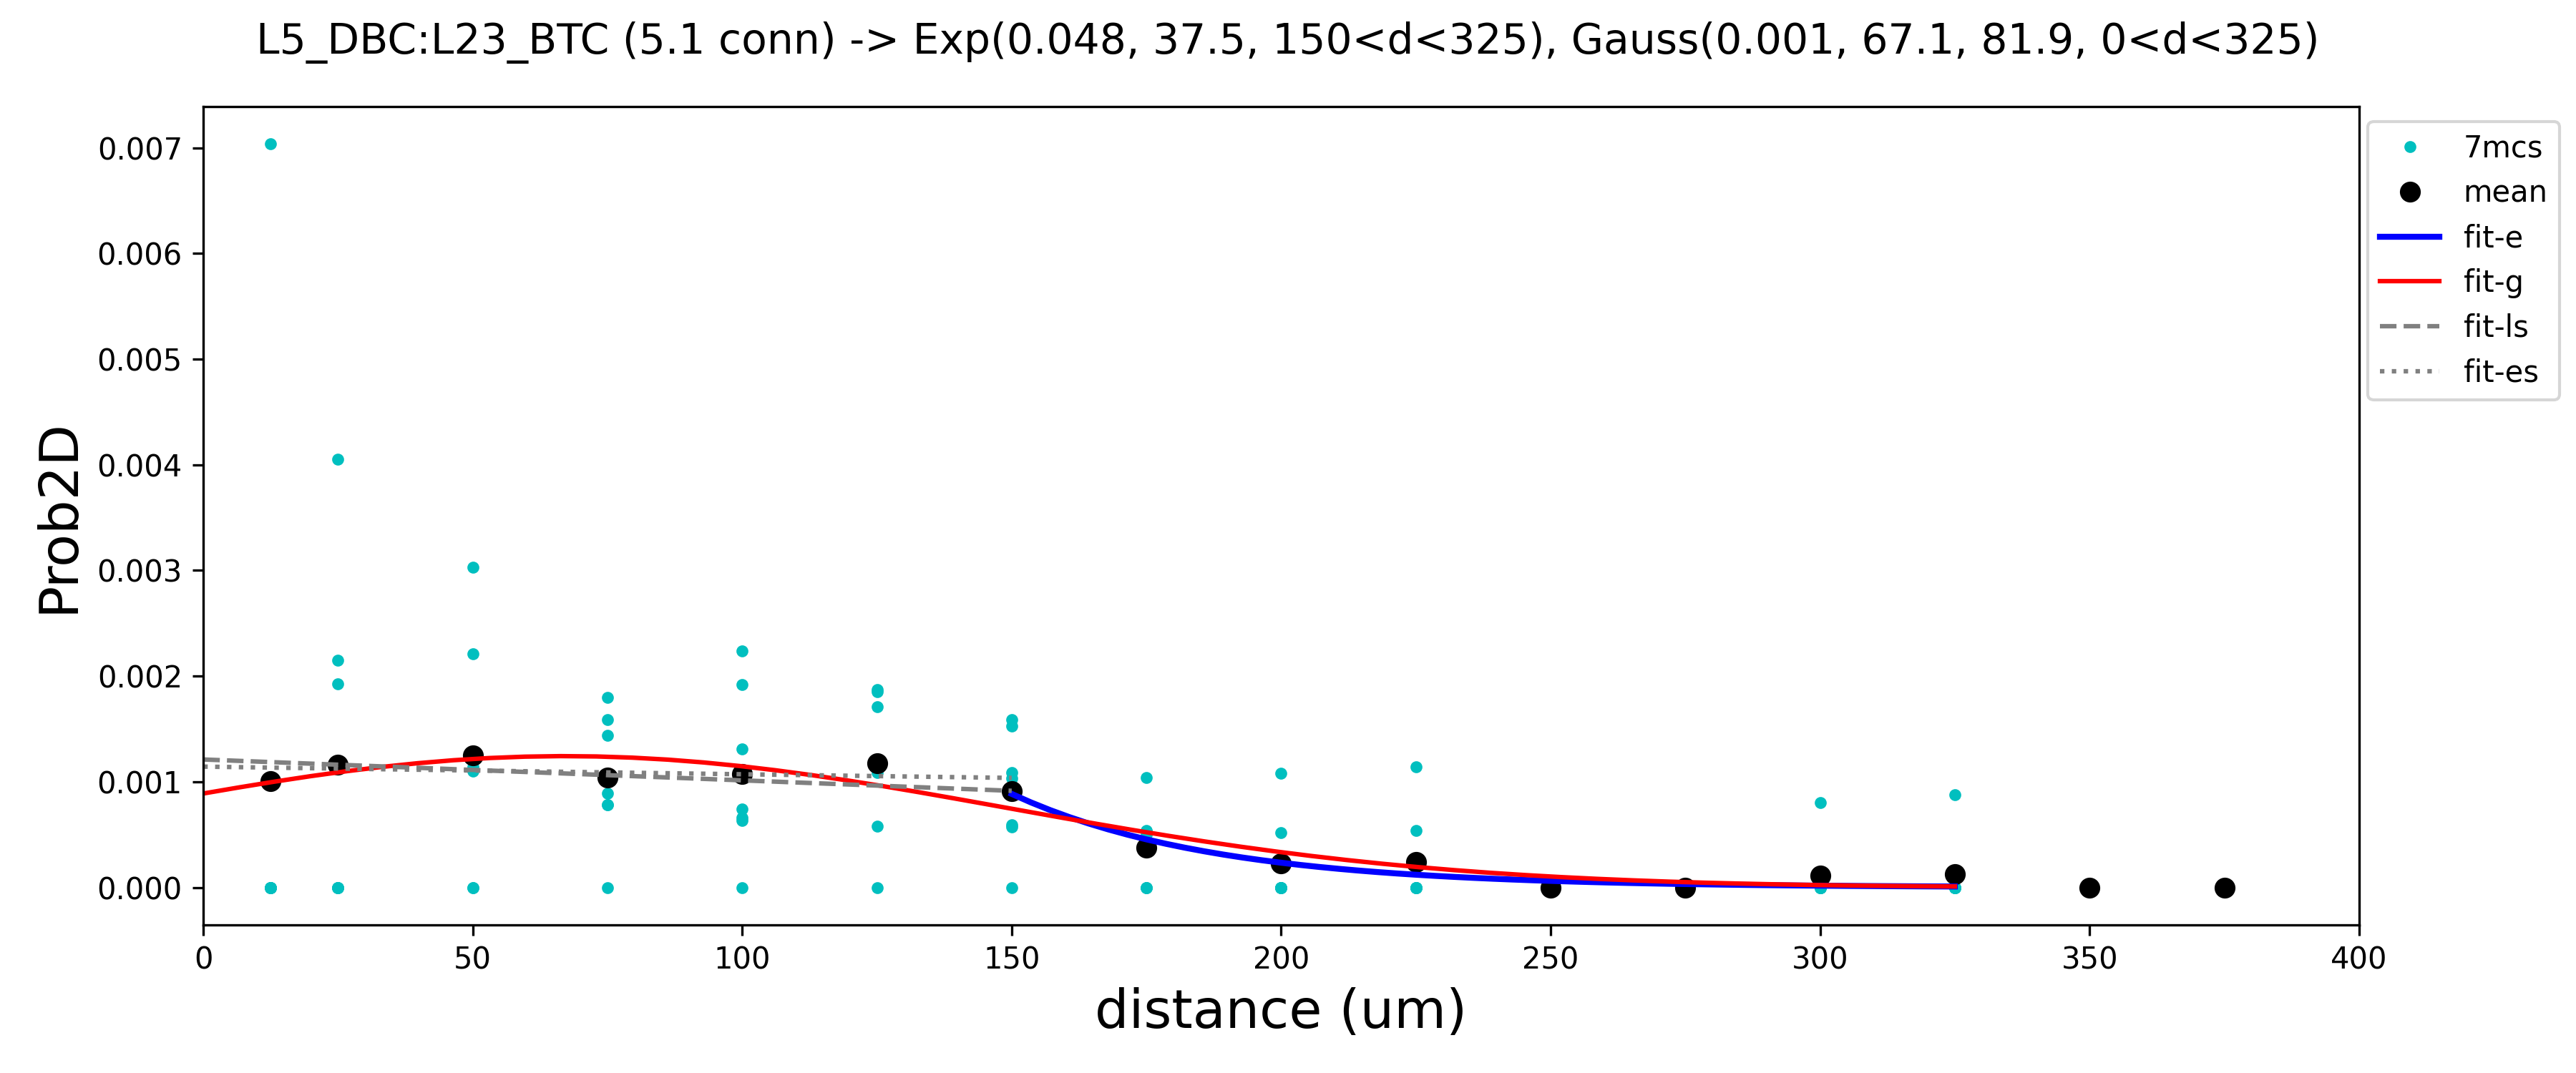 L5_DBC:L23_BTC (5.1 conn) -> Exp(0.048, 37.5, 150<d<325), Gauss(0.001, 67.1, 81.9, 0<d<325)
0.007
0.006
0.005
0.004
0.003
0.002
0.001
0.000
Prob2D
0 50 100 150 200 250 300 350 400
distance (um)
7mcs
mean
fit-e
fit-g
fit-ls
fit-es